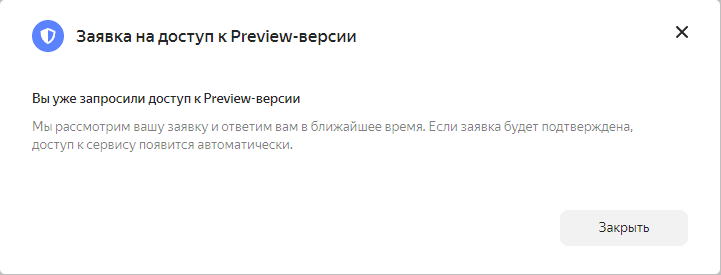 Заявка на доступ к Preview-версии
Вы уже запросили доступ к Preview-версии
Мы рассмотрим вашу заявку и ответим вам в ближайшее время. Если заявка будет подтверждена,
доступ к сервису появится автоматически.
Закрыть